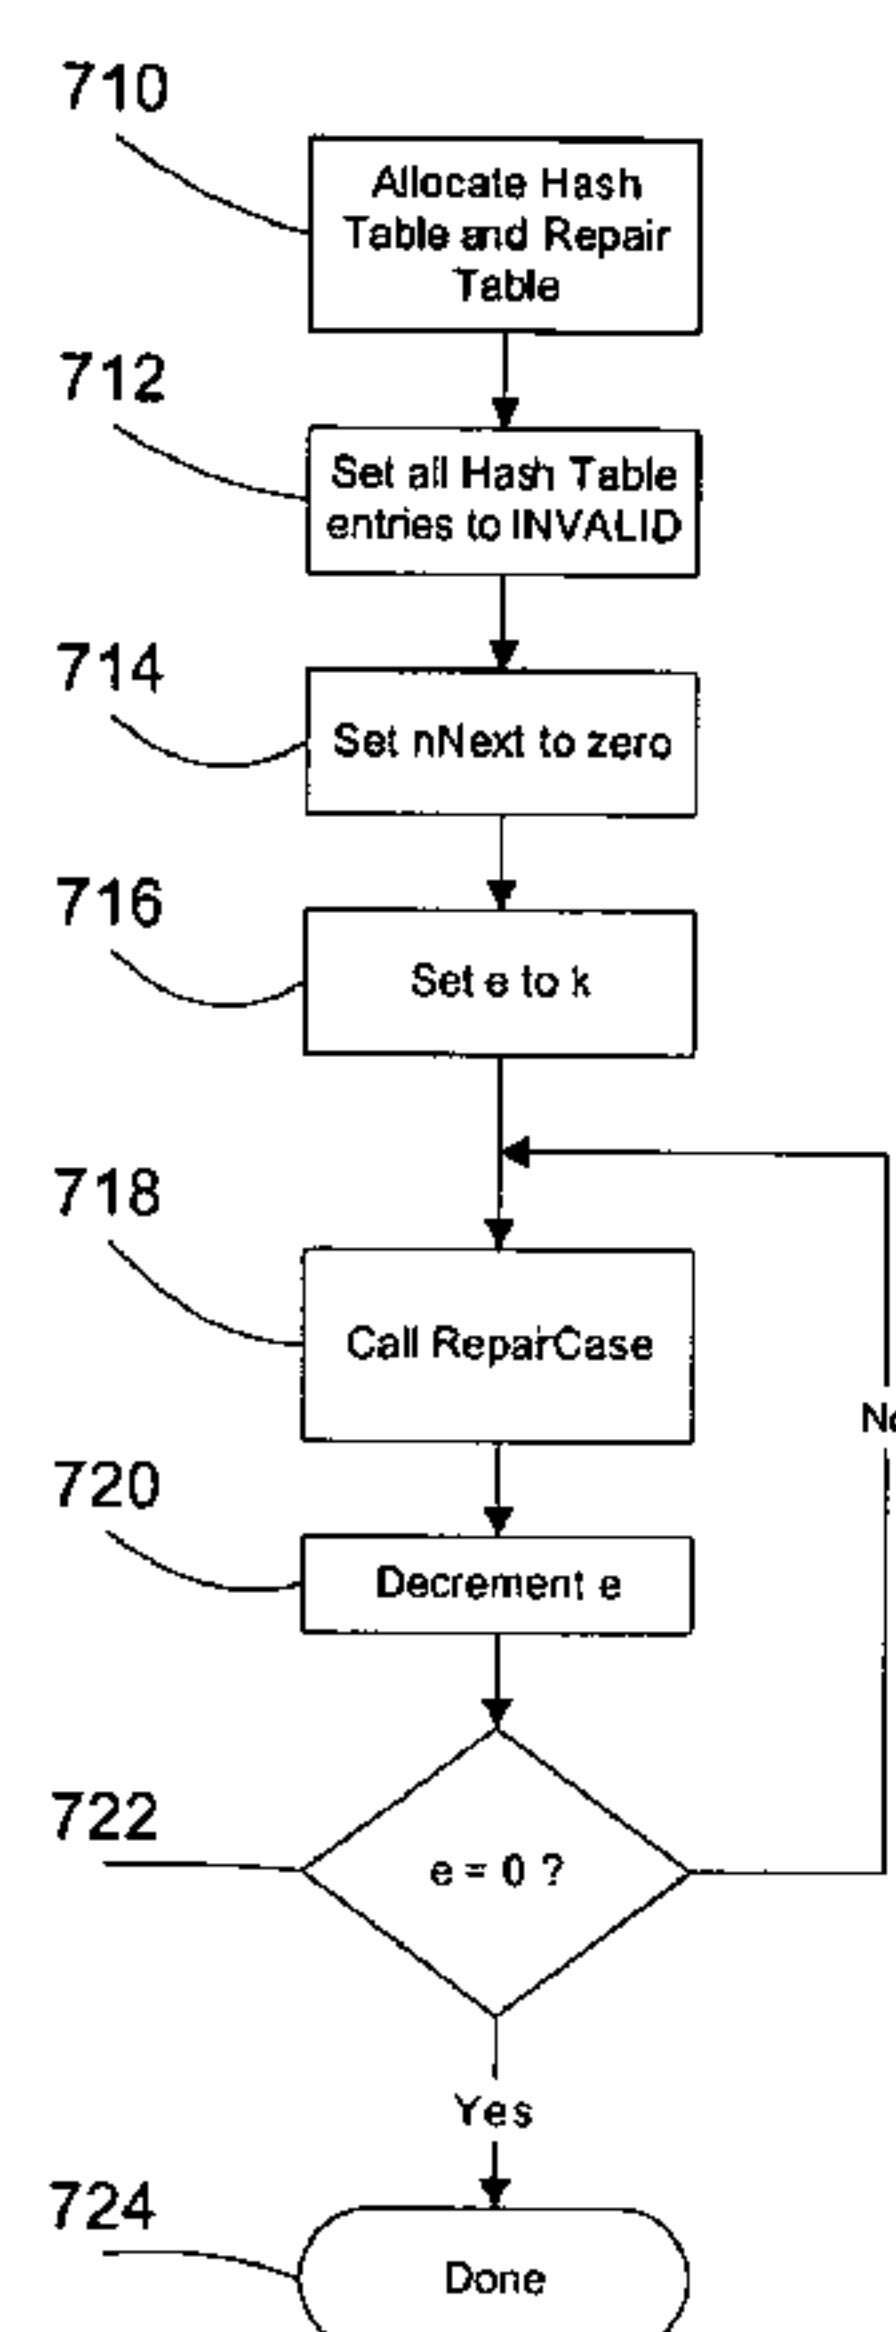 710
Allocate Hash
Table and Repair
Table
712
Set all Hash Table
entries to INVALID
714
Set nNext to zero
716
Set e to k
718
Call RepairCase
720
Decrement e
722
e = 0 ?
Yes
724
Done